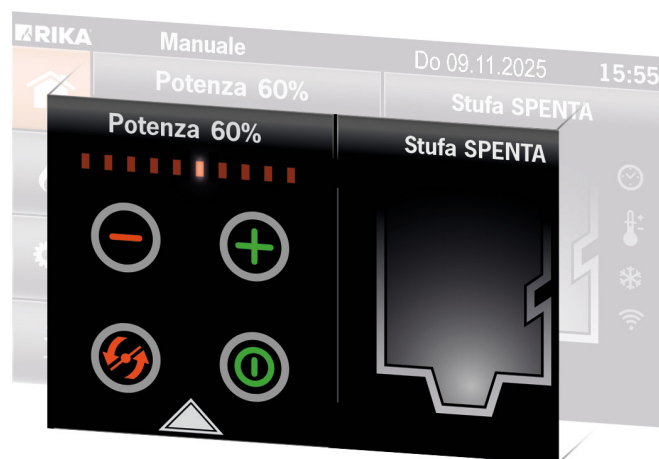 RIKA
Manuale
Do 09.11.2025
15:55
Potenza 60%
Stufa SPENTA
Potenza 60%
Stufa SPENTA